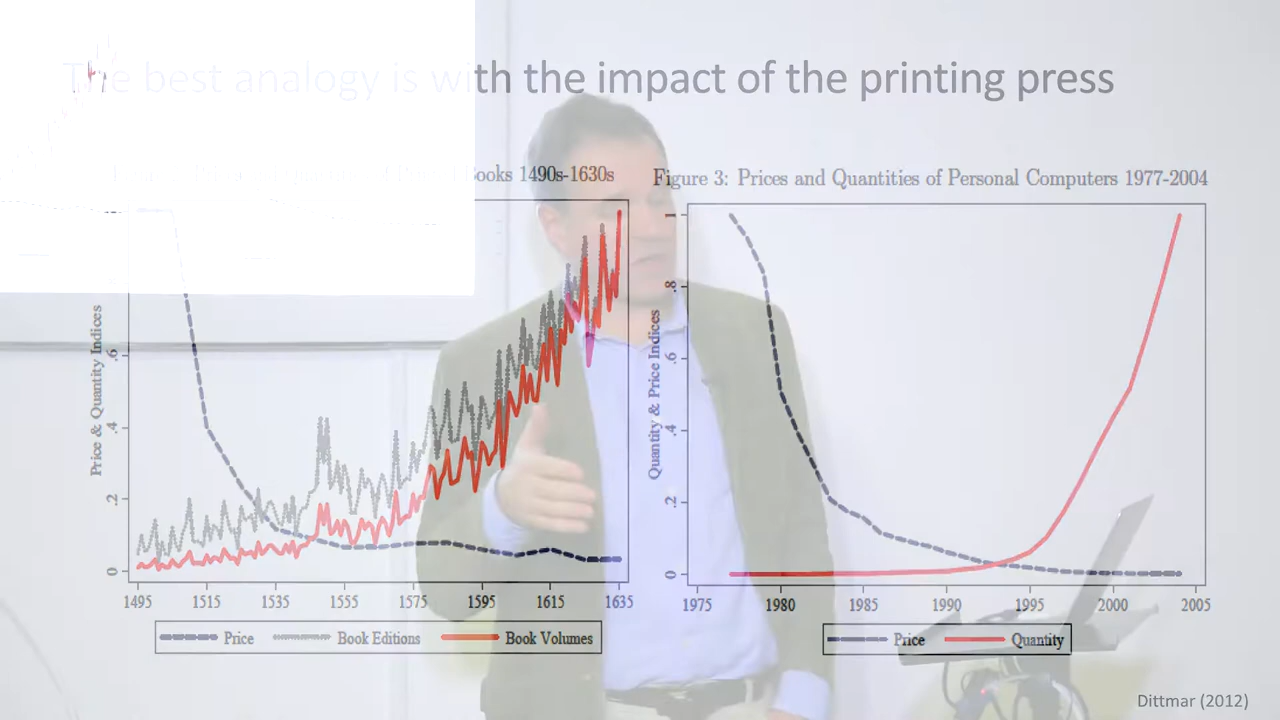 The best analogy is with the impact of the printing press
Books 1490s-1630s
Price & Quantity Indices
.6
.4
.2
0
1495 1515 1535 1555 1575 1595 1615 1635
Price Book Editions Book Volumes
Figure 3: Prices and Quantities of Personal Computers 1977-2004
Quantity & Price Indices
1
.8
.6
.4
.2
0
1975 1980 1985 1990 1995 2000 2005
Price Quantity
Dittmar (2012)